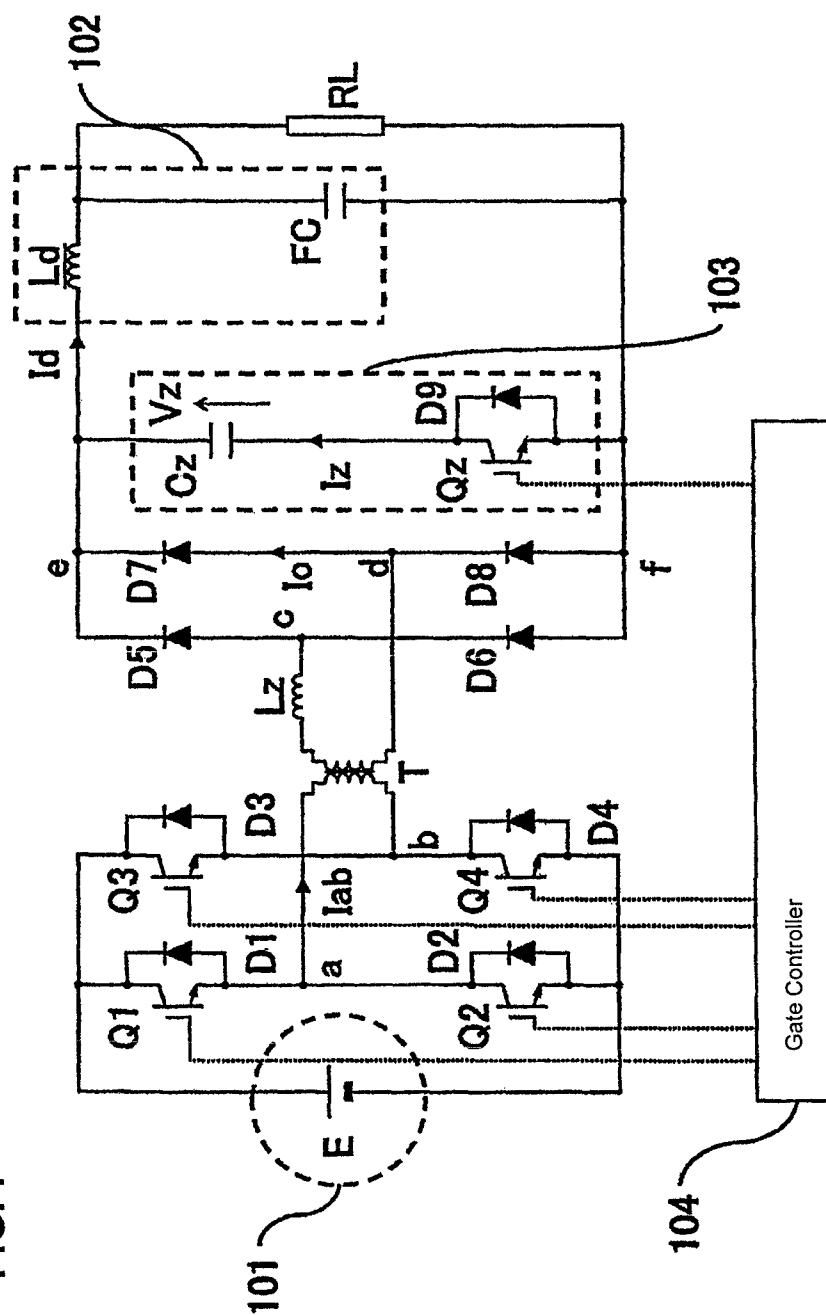 102
Ld
Id
FC
RL
103
Vz
Cz
Iz
D9
Qz
e
D7
Io
d
D8
f
c
D5
D6
Lz
T
Q3
D3
b
Q4
D4
Iab
Q1
D1
a
D2
Q2
E
101
Gate Controller
104